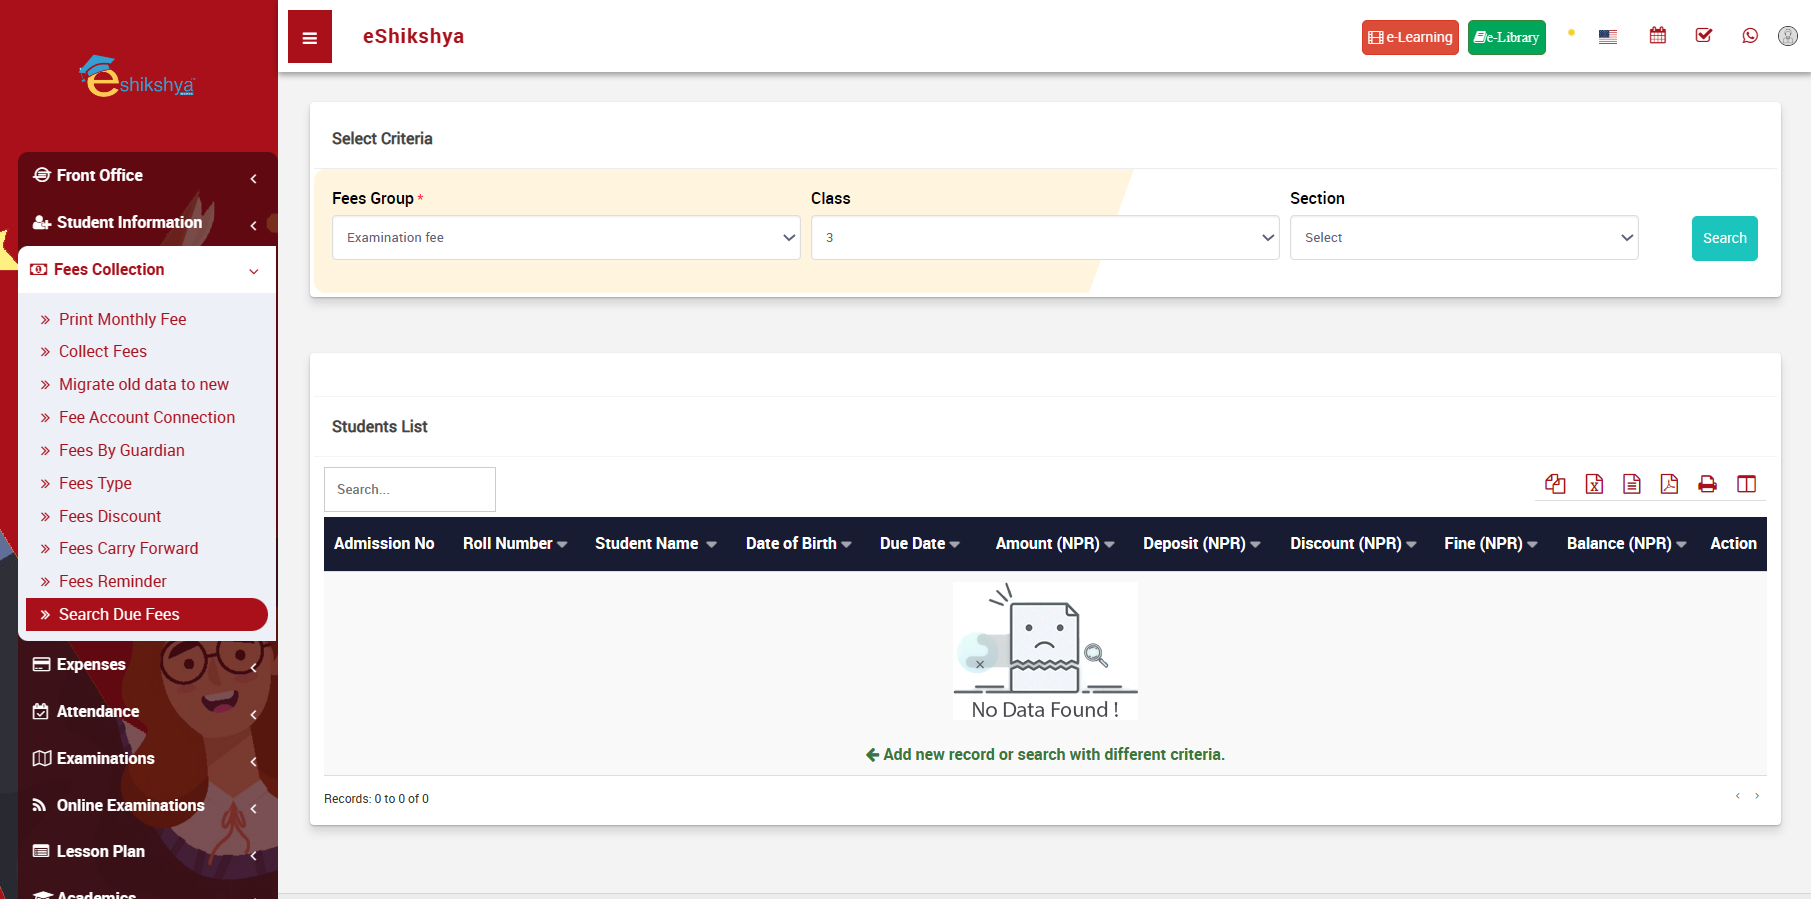 eshikshya
Front Office
Student Information
Fees Collection
Print Monthly Fee
Collect Fees
Migrate old data to new
Fee Account Connection
Fees By Guardian
Fees Type
Fees Discount
Fees Carry Forward
Fees Reminder
Search Due Fees
Expenses
Attendance
Examinations
Online Examinations
Lesson Plan
Academics
eShikshya
e-Learning
e-Library
Select Criteria
Fees Group *
Class
Section
Examination fee
3
Select
Search
Students List
Search...
Admission No Roll Number Student Name Date of Birth Due Date Amount (NPR) Deposit (NPR) Discount (NPR) Fine (NPR) Balance (NPR) Action
No Data Found !
Add new record or search with different criteria.
Records: 0 to 0 of 0